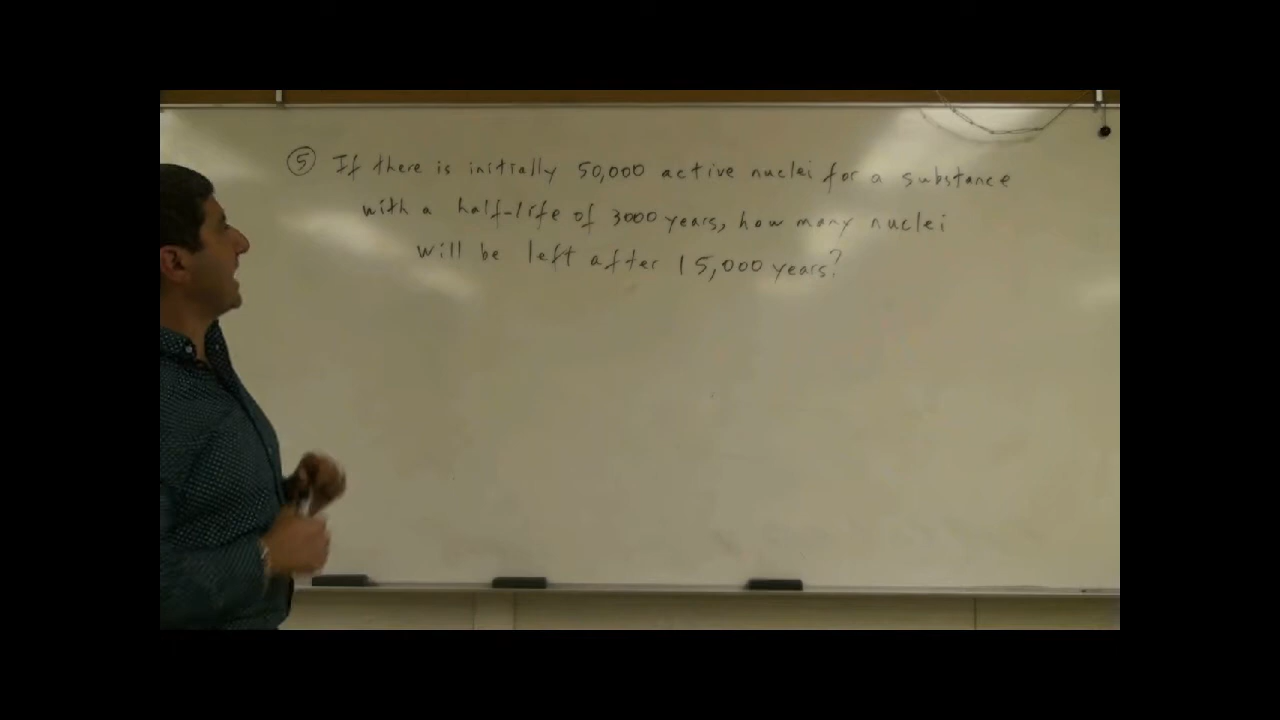 ⑤ If there is initially 50,000 active nuclei for a substance
with a half-life of 3000 years, how many nuclei
will be left after 15,000 years?